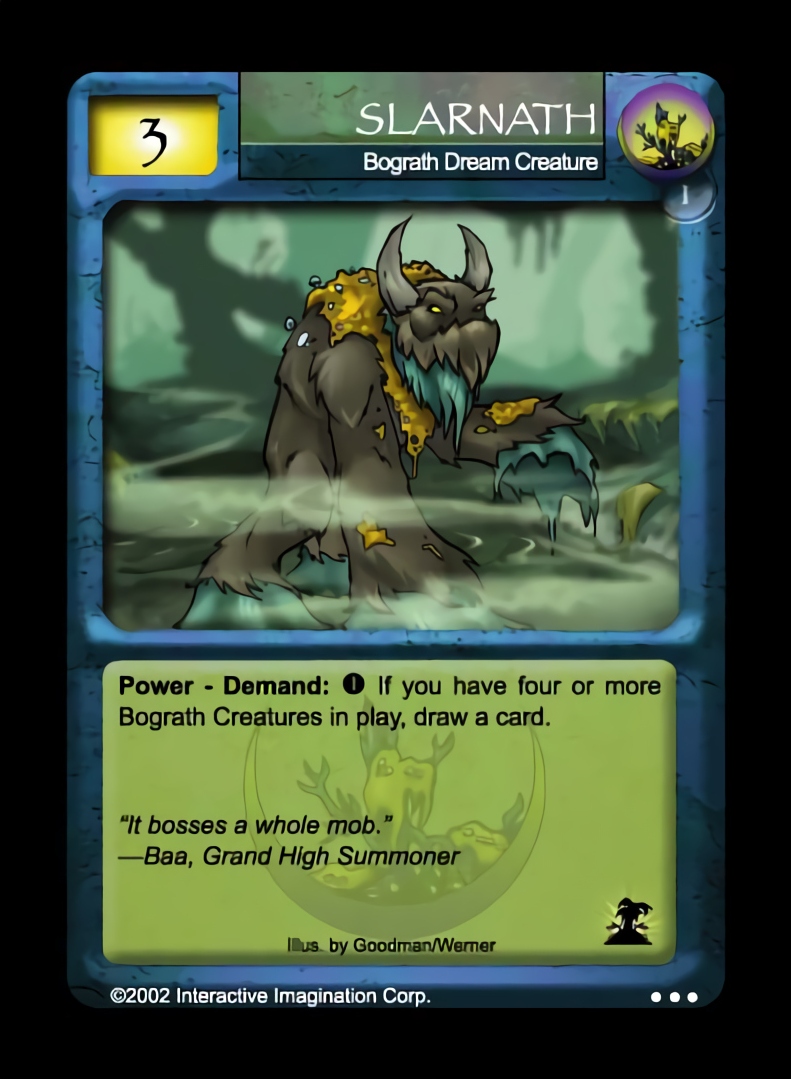 3
SLARNATH
Bograth Dream Creature
1
Power - Demand: 1 If you have four or more
Bograth Creatures in play, draw a card.
“It bosses a whole mob.”
—Baa, Grand High Summoner
Illus. by Goodman/Werner
©2002 Interactive Imagination Corp.